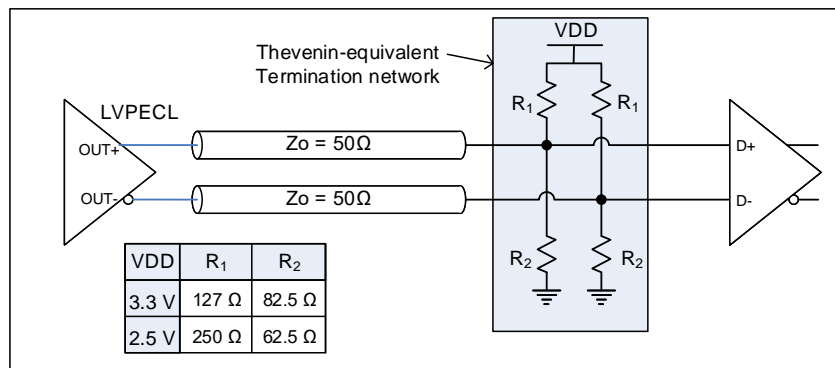 VDD
Thevenin-equivalent
Termination network
R₁ R₁
LVPECL
OUT+
Zo = 50Ω
D+
OUT-
Zo = 50Ω
D-
R₂ R₂
VDD R₁ R₂
3.3 V 127 Ω 82.5 Ω
2.5 V 250 Ω 62.5 Ω